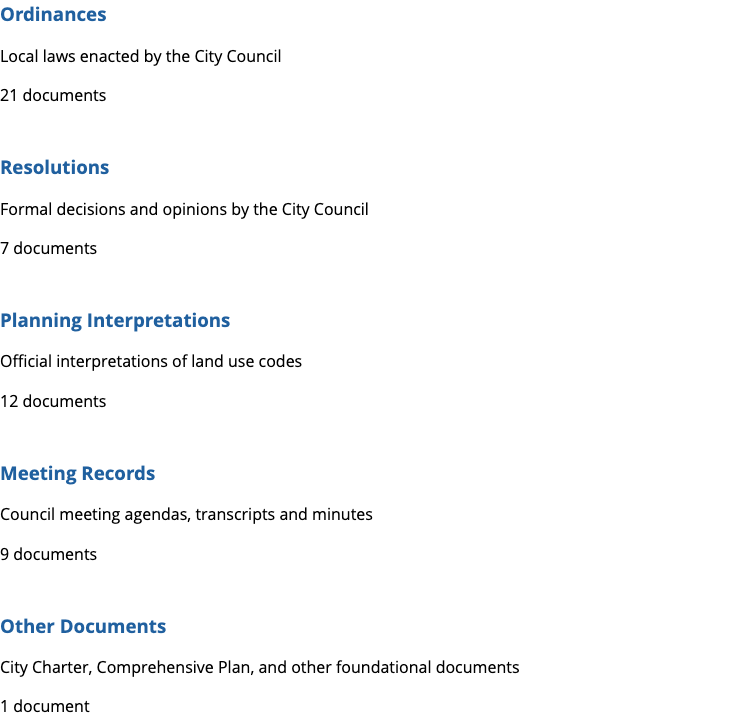 Ordinances
Local laws enacted by the City Council
21 documents
Resolutions
Formal decisions and opinions by the City Council
7 documents
Planning Interpretations
Official interpretations of land use codes
12 documents
Meeting Records
Council meeting agendas, transcripts and minutes
9 documents
Other Documents
City Charter, Comprehensive Plan, and other foundational documents
1 document